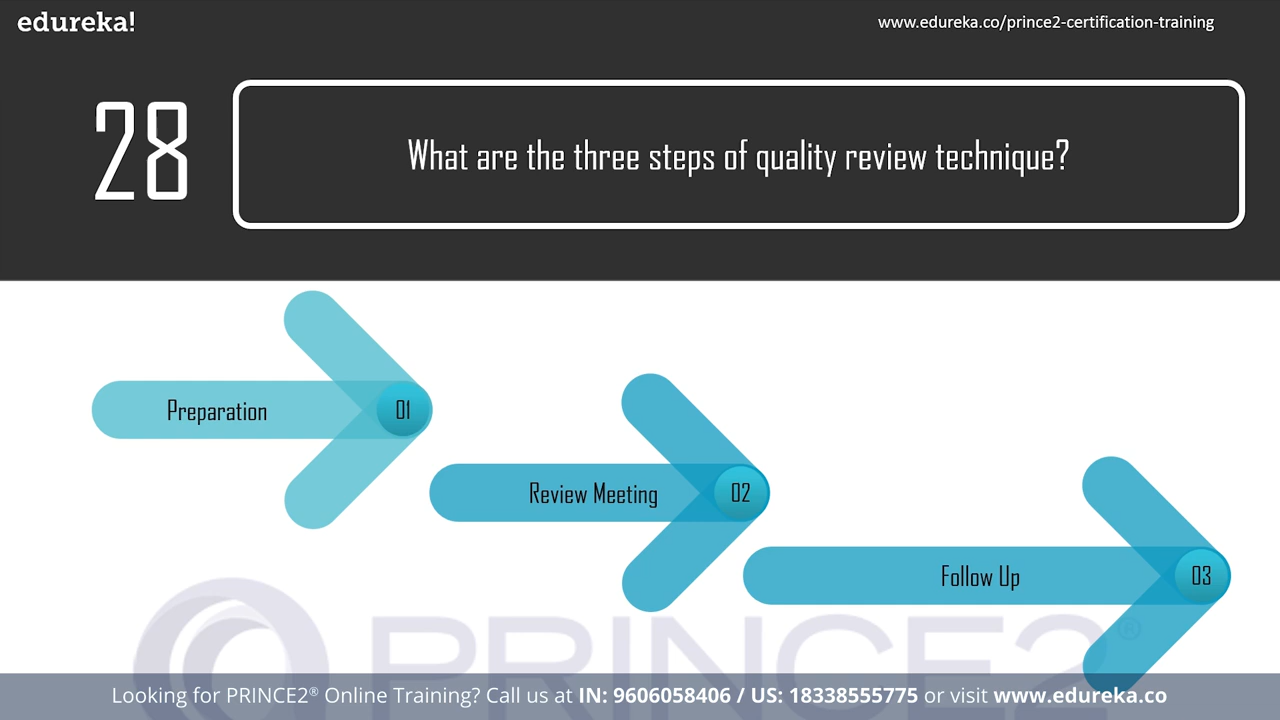 edureka!
www.edureka.co/prince2-certification-training
28
What are the three steps of quality review technique?
Preparation
01
Review Meeting
02
Follow Up
03
PRINCE2®
Looking for PRINCE2® Online Training? Call us at IN: 9606058406 / US: 18338555775 or visit www.edureka.co